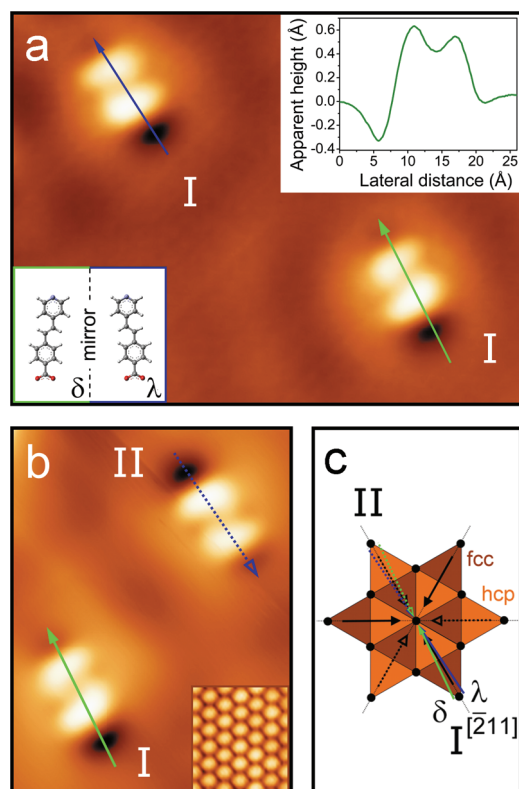 a
Apparent height (Å)
0.6
0.4
0.2
0.0
-0.2
-0.4
0 5 10 15 20 25
Lateral distance (Å)
I
I
mirror
δ λ
b
II
I
c
II
fcc
hcp
δ λ
I [2̄11]